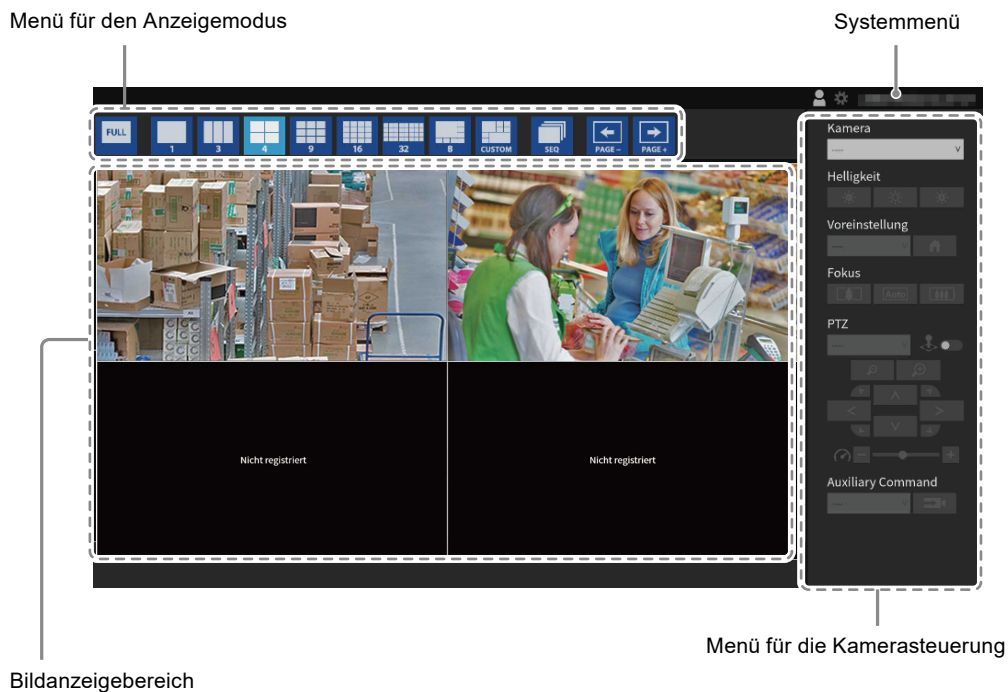 Menü für den Anzeigemodus
Systemmenü
FULL
1
3
4
9
16
32
8
CUSTOM
SEQ
PAGE –
PAGE +
Kamera
----
Helligkeit
Voreinstellung
----
Fokus
Auto
PTZ
----
Auxiliary Command
----
Nicht registriert
Nicht registriert
Menü für die Kamerasteuerung
Bildanzeigebereich